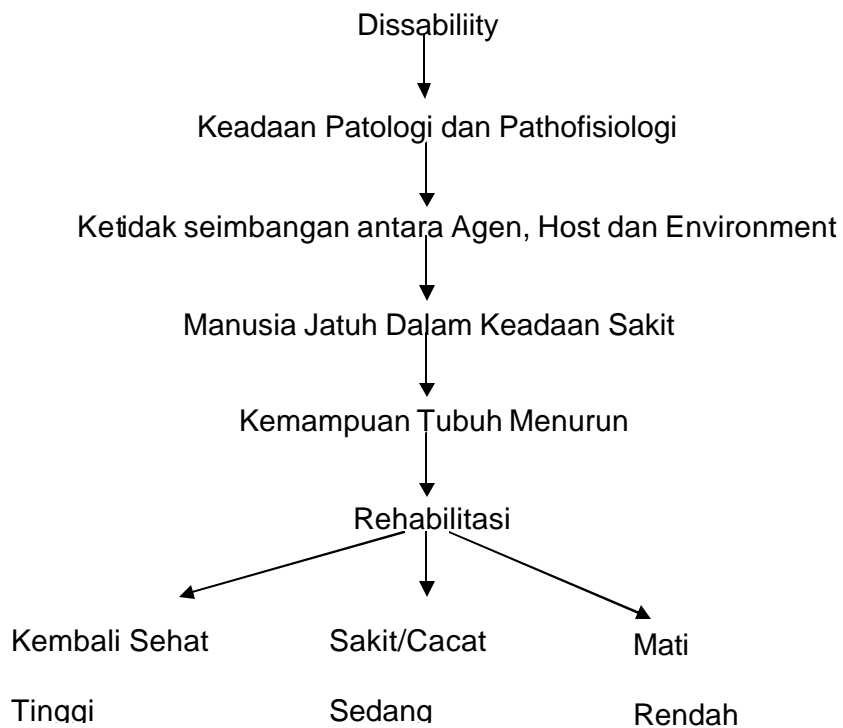 Dissabiliity
Keadaan Patologi dan Pathofisiologi
Ketidak seimbangan antara Agen, Host dan Environment
Manusia Jatuh Dalam Keadaan Sakit
Kemampuan Tubuh Menurun
Rehabilitasi
Kembali Sehat Sakit/Cacat Mati
Tinggi Sedang Rendah